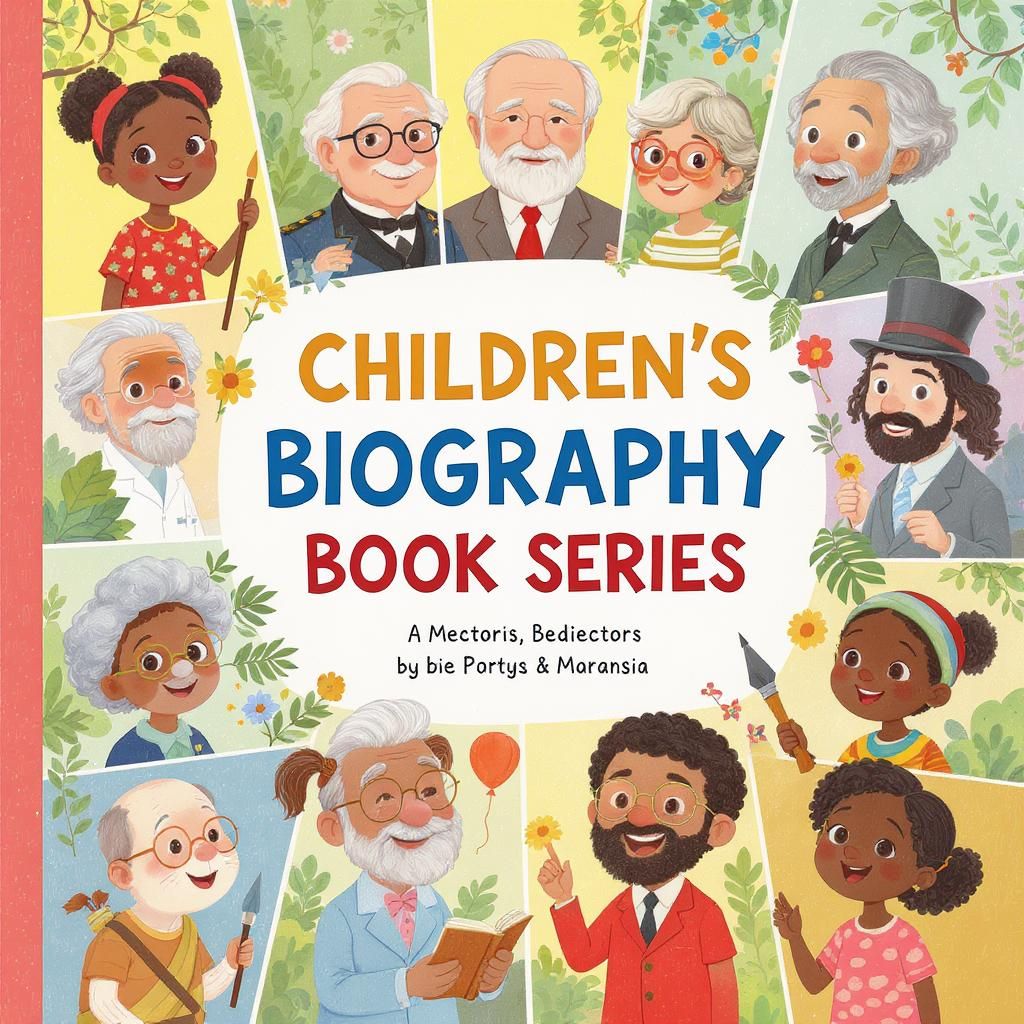 CHILDREN'S
BIOGRAPHY
BOOK SERIES
A Mectoris, Bediectors
by bie Portys & Maransia